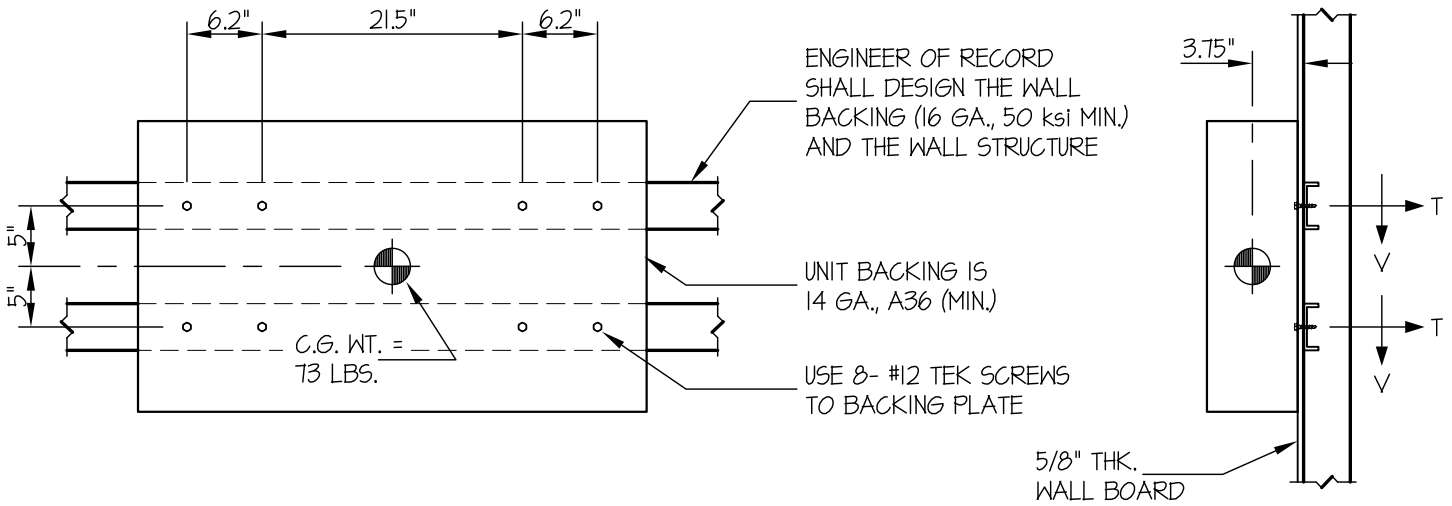 6.2"
21.5"
6.2"
3.75"
ENGINEER OF RECORD
SHALL DESIGN THE WALL
BACKING (16 GA., 50 ksi MIN.)
AND THE WALL STRUCTURE
5"
5"
T
V
UNIT BACKING IS
14 GA., A36 (MIN.)
T
V
C.G. WT. =
73 LBS.
USE 8- #12 TEK SCREWS
TO BACKING PLATE
5/8" THK.
WALL BOARD